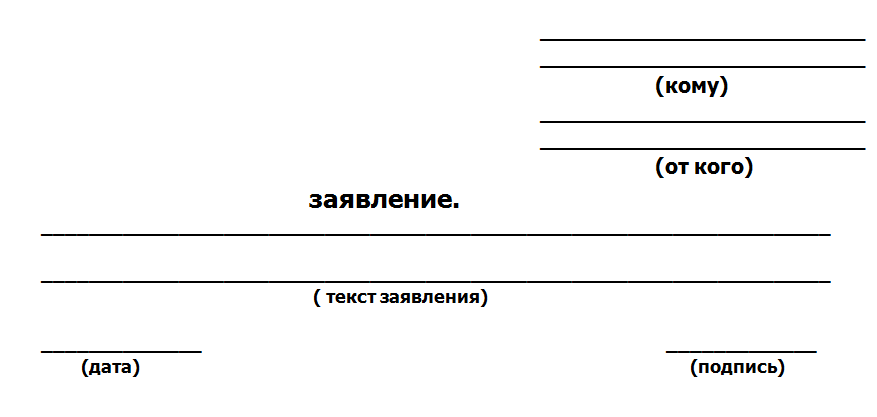 (кому)
(от кого)
заявление.
( текст заявления)
(дата) (подпись)